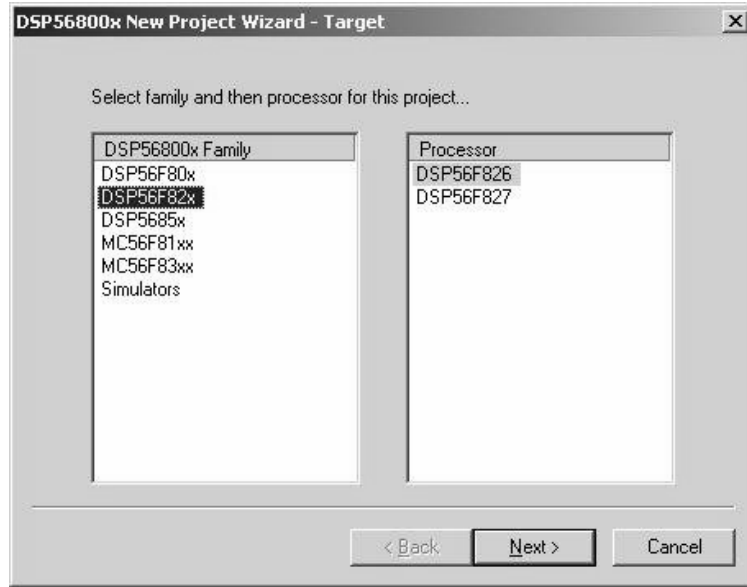 DSP56800x New Project Wizard - Target
Select family and then processor for this project...
DSP56800x Family
DSP56F80x
DSP56F82x
DSP5685x
MC56F81xx
MC56F83xx
Simulators
Processor
DSP56F826
DSP56F827
< Back
Next >
Cancel